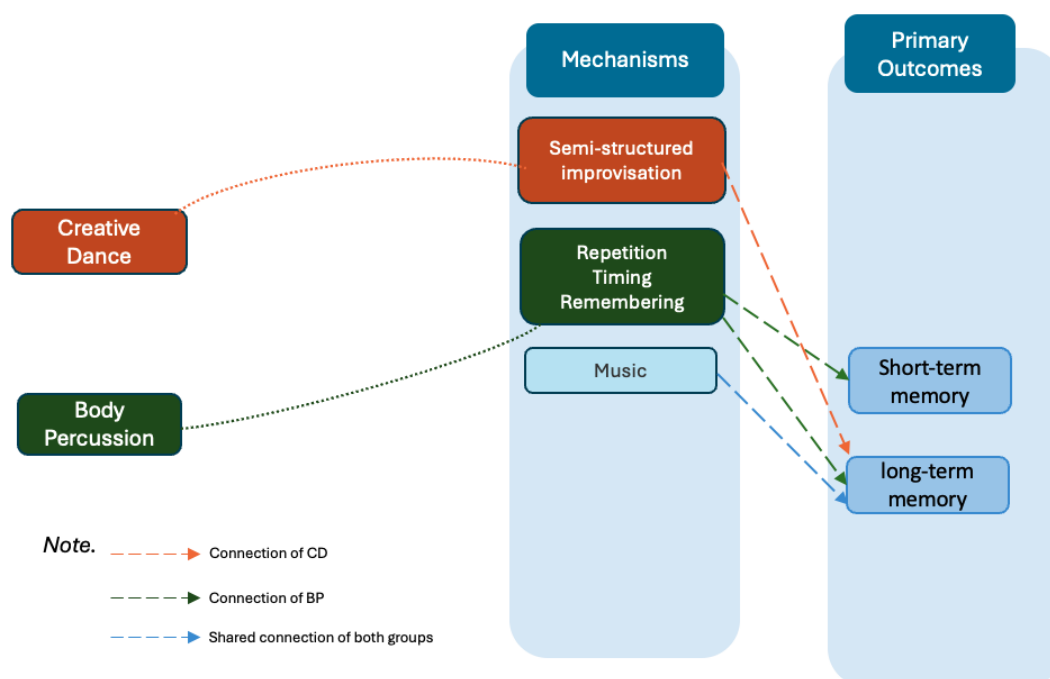 Mechanisms
Primary
Outcomes
Semi-structured
improvisation
Creative
Dance
Repetition
Timing
Remembering
Music
Short-term
memory
Body
Percussion
long-term
memory
Note.
Connection of CD
Connection of BP
Shared connection of both groups